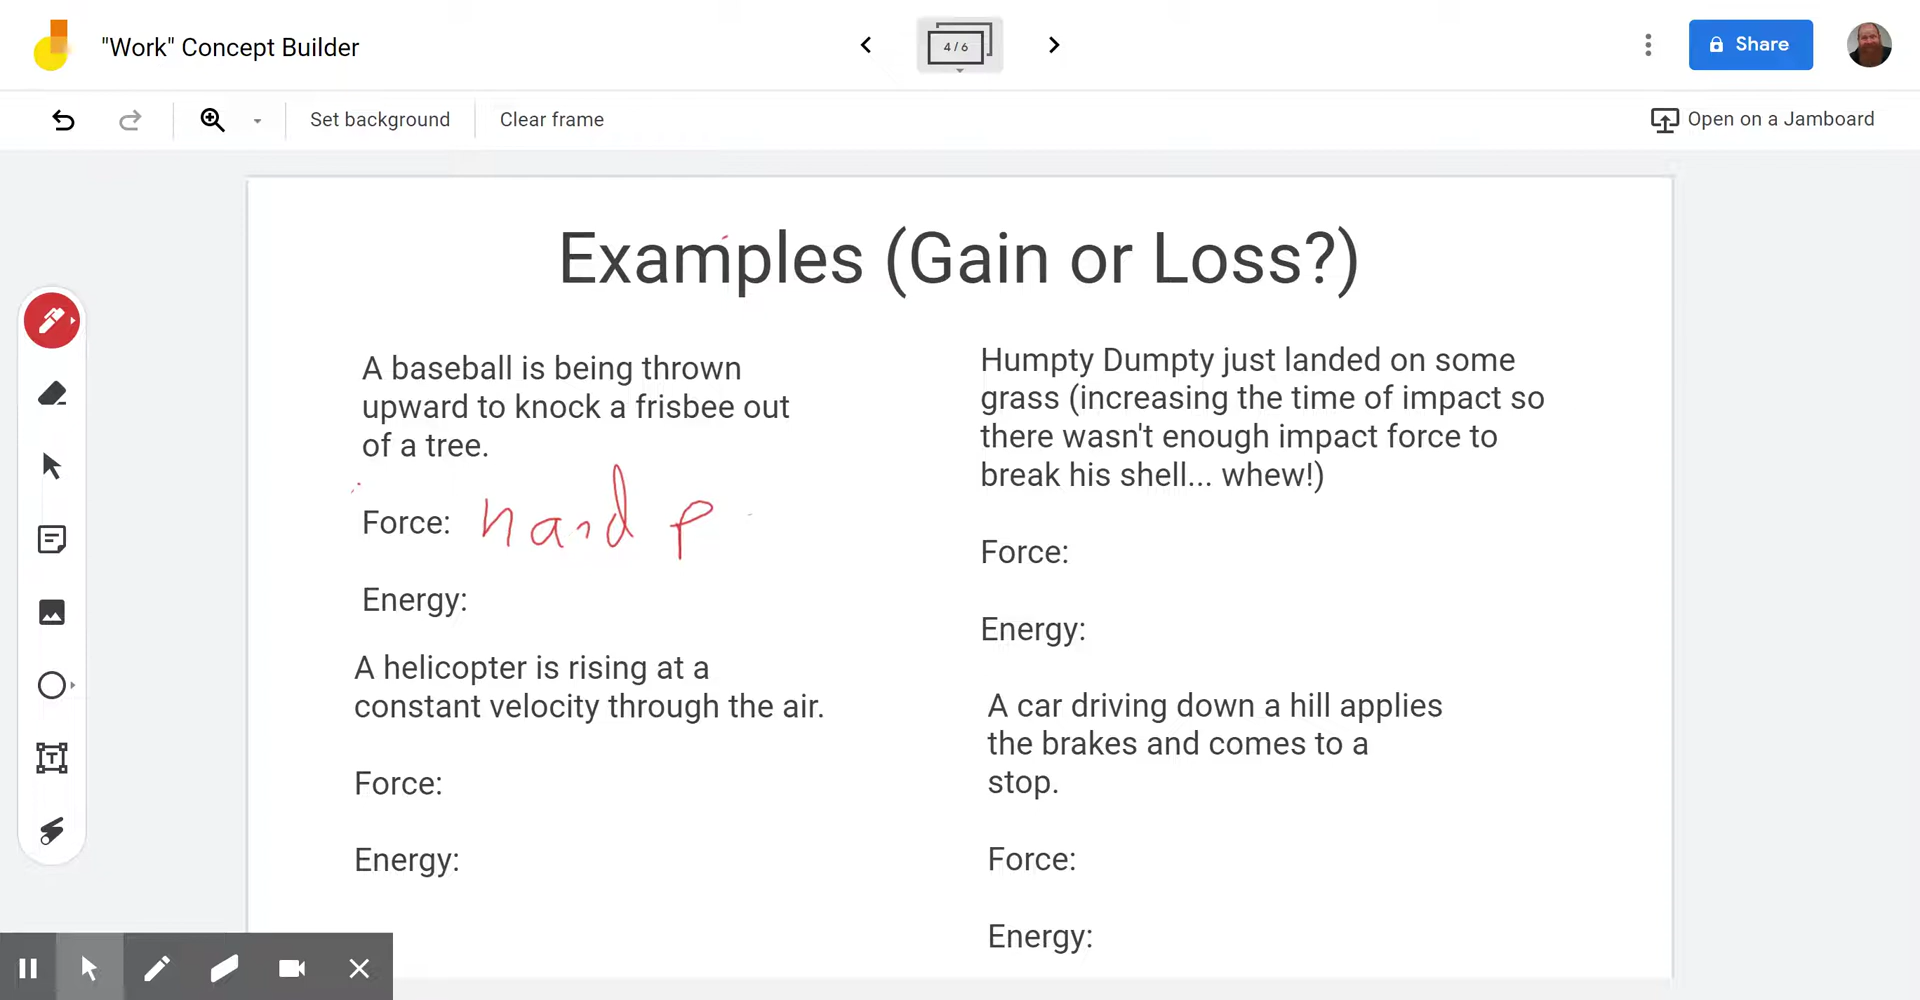 "Work" Concept Builder
4 / 6
Share
Set background
Clear frame
Open on a Jamboard
Examples (Gain or Loss?)
A baseball is being thrown
upward to knock a frisbee out
of a tree.
Force: hand p
Energy:
A helicopter is rising at a
constant velocity through the air.
Force:
Energy:
Humpty Dumpty just landed on some
grass (increasing the time of impact so
there wasn't enough impact force to
break his shell... whew!)
Force:
Energy:
A car driving down a hill applies
the brakes and comes to a
stop.
Force:
Energy: